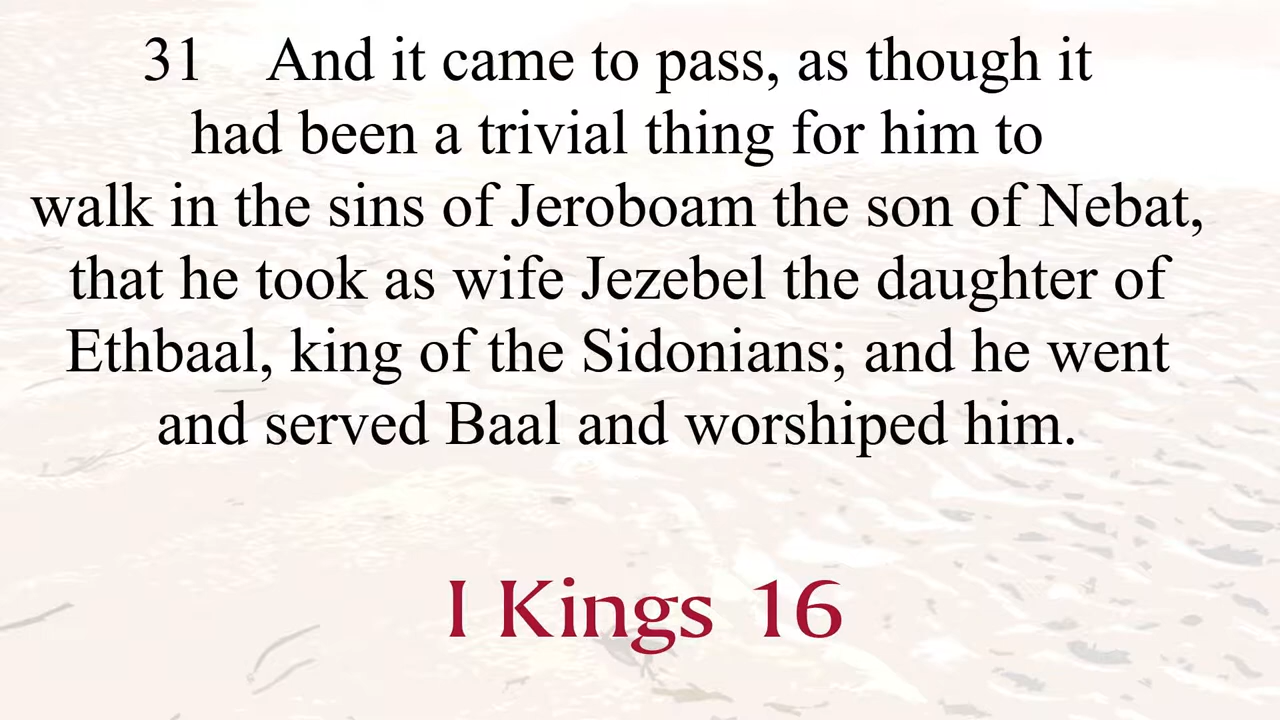 31 And it came to pass, as though it
had been a trivial thing for him to
walk in the sins of Jeroboam the son of Nebat,
that he took as wife Jezebel the daughter of
Ethbaal, king of the Sidonians; and he went
and served Baal and worshiped him.
I Kings 16